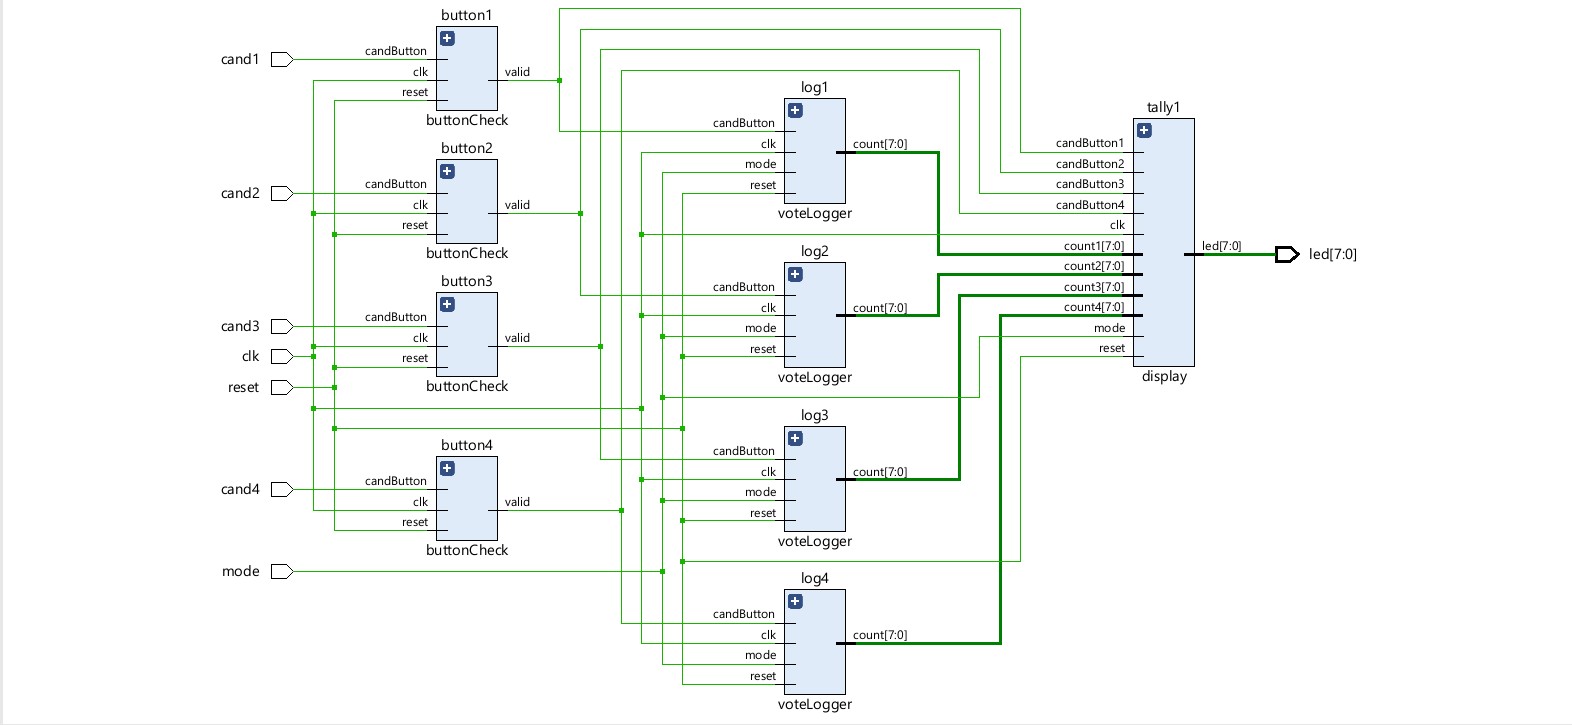 button1
cand1
candButton
clk
reset
valid
buttonCheck
button2
cand2
candButton
clk
reset
valid
buttonCheck
button3
cand3
clk
reset
candButton
clk
reset
valid
buttonCheck
button4
cand4
candButton
clk
reset
valid
buttonCheck
mode
log1
candButton
clk
mode
reset
count[7:0]
voteLogger
log2
candButton
clk
mode
reset
count[7:0]
voteLogger
log3
candButton
clk
mode
reset
count[7:0]
voteLogger
log4
candButton
clk
mode
reset
count[7:0]
voteLogger
tally1
candButton1
candButton2
candButton3
candButton4
clk
count1[7:0]
count2[7:0]
count3[7:0]
count4[7:0]
mode
reset
led[7:0]
display
led[7:0]